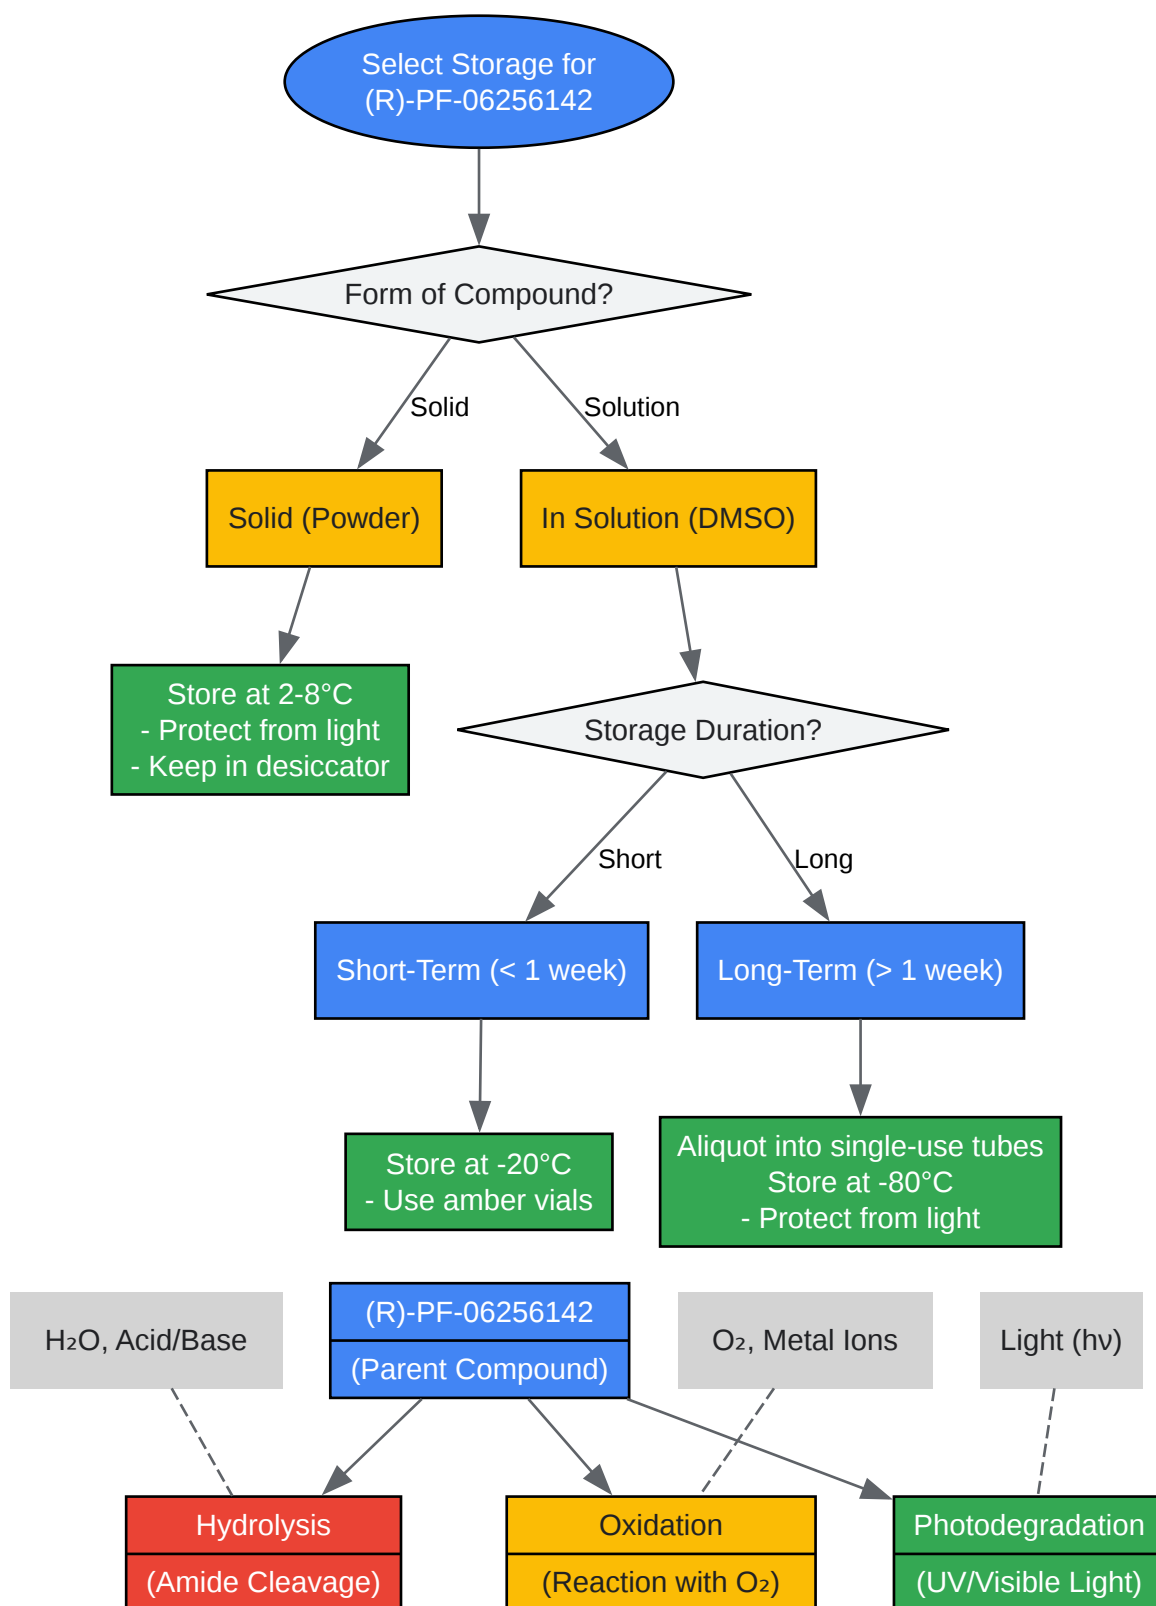 Select Storage for
(R)-PF-06256142
Form of Compound?
Solid
Solution
Solid (Powder)
In Solution (DMSO)
Store at 2-8°C
- Protect from light
- Keep in desiccator
Storage Duration?
Short
Long
Short-Term (< 1 week)
Long-Term (> 1 week)
Store at -20°C
- Use amber vials
Aliquot into single-use tubes
Store at -80°C
- Protect from light
H₂O, Acid/Base
(R)-PF-06256142
(Parent Compound)
O₂, Metal Ions
Light (hν)
Hydrolysis
(Amide Cleavage)
Oxidation
(Reaction with O₂)
Photodegradation
(UV/Visible Light)